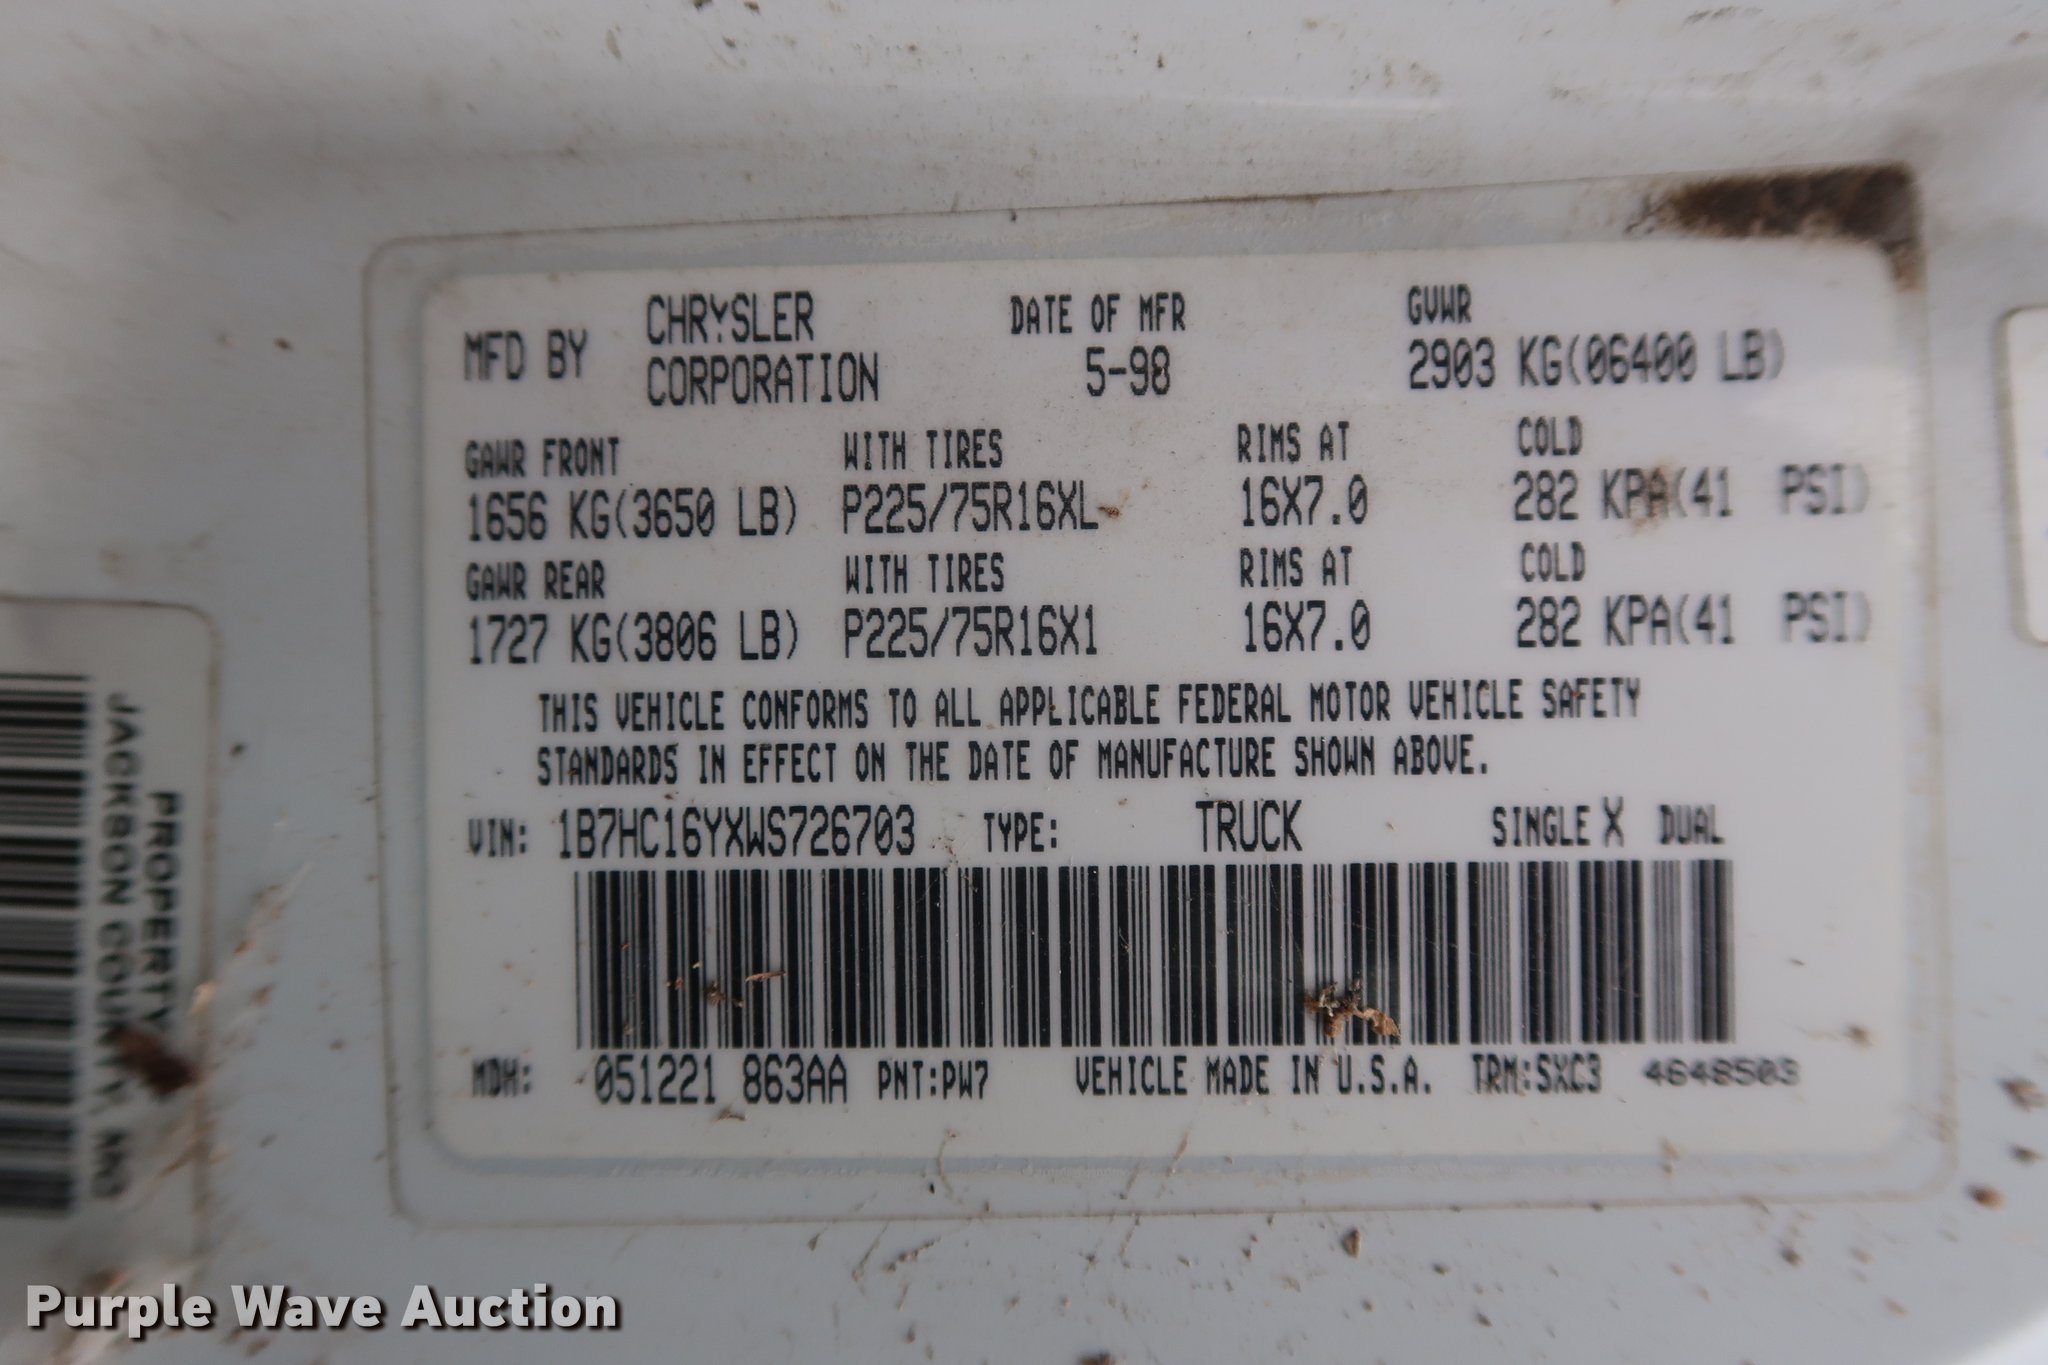 MFD BY CHRYSLER CORPORATION
DATE OF MFR
5-98
GVWR
2903 KG(06400 LB)
GAWR FRONT WITH TIRES RIMS AT COLD
1656 KG(3650 LB) P225/75R16XL 16X7.0 282 KPA(41 PSI)
GAWR REAR WITH TIRES RIMS AT COLD
1727 KG(3806 LB) P225/75R16X1 16X7.0 282 KPA(41 PSI)
THIS VEHICLE CONFORMS TO ALL APPLICABLE FEDERAL MOTOR VEHICLE SAFETY
STANDARDS IN EFFECT ON THE DATE OF MANUFACTURE SHOWN ABOVE.
VIN: 1B7HC16YXWS726703 TYPE: TRUCK SINGLE X DUAL
MDH: 051221 863AA PNT:PW7 VEHICLE MADE IN U.S.A. TRM:SXC3 4648503
PROPERTY
JACKSON COUNTY, MO
Purple Wave Auction